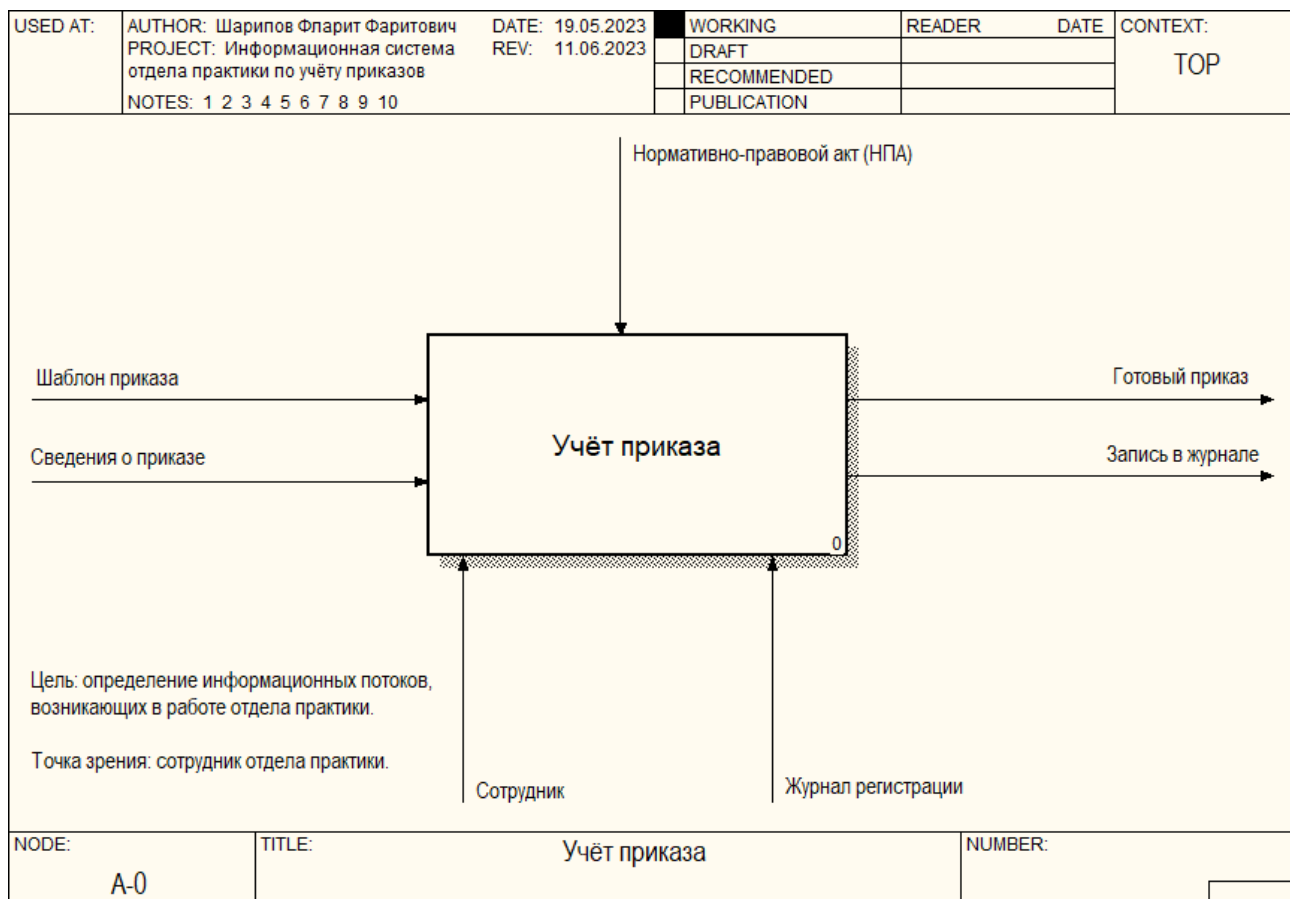 USED AT:
AUTHOR: Шарипов Фларит Фаритович
DATE: 19.05.2023
WORKING
READER
DATE
CONTEXT:
PROJECT: Информационная система
REV: 11.06.2023
DRAFT
отдела практики по учёту приказов
RECOMMENDED
TOP
NOTES: 1 2 3 4 5 6 7 8 9 10
PUBLICATION
Нормативно-правовой акт (НПА)
Шаблон приказа
Готовый приказ
Учёт приказа
Сведения о приказе
Запись в журнале
0
Цель: определение информационных потоков,
возникающих в работе отдела практики.
Точка зрения: сотрудник отдела практики.
Сотрудник
Журнал регистрации
NODE:
TITLE:
Учёт приказа
NUMBER:
A-0